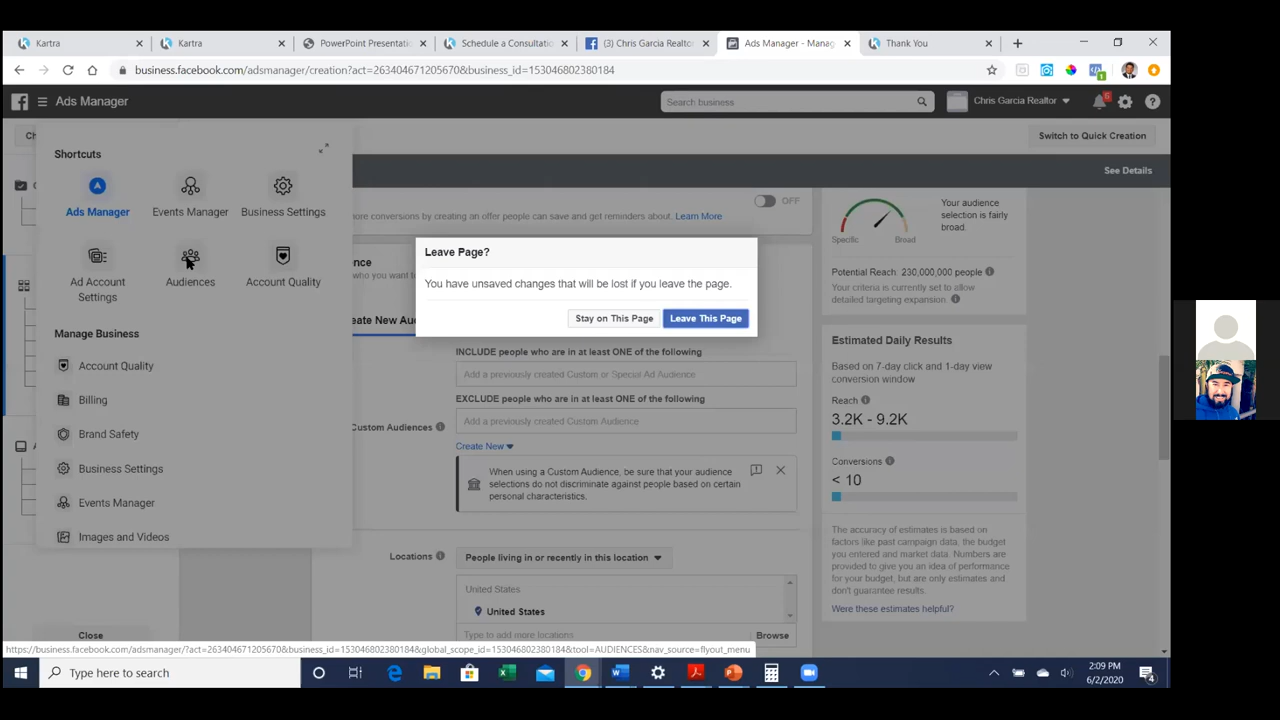 Kartra
Kartra
PowerPoint Presentatio
Schedule a Consultatio
(3) Chris Garcia Realtor
Ads Manager - Manag
Thank You
business.facebook.com/adsmanager/creation?act=263404671205670&business_id=153046802380184
1
Ads Manager
Search business
Chris Garcia Realtor
Ch
Switch to Quick Creation
Shortcuts
See Details
Ads Manager
Events Manager
Business Settings
more conversions by creating an offer people can save and get reminders about. Learn More
OFF
Specific
Broad
Your audience
selection is fairly
broad.
Ad Account
Settings
Audiences
Account Quality
Leave Page?
You have unsaved changes that will be lost if you leave the page.
Stay on This Page
Leave This Page
ence
who you want to
eate New Aud
Potential Reach: 230,000,000 people
Your criteria is currently set to allow
detailed targeting expansion
Manage Business
Account Quality
Billing
Brand Safety
Business Settings
Events Manager
Images and Videos
Close
INCLUDE people who are in at least ONE of the following
Add a previously created Custom or Special Ad Audience
EXCLUDE people who are in at least ONE of the following
Custom Audiences
Add a previously created Custom Audience
Create New
When using a Custom Audience, be sure that your audience
selections do not discriminate against people based on certain
personal characteristics.
Locations
People living in or recently in this location
United States
United States
Type to add more locations
Browse
Estimated Daily Results
Based on 7-day click and 1-day view
conversion window
Reach
3.2K - 9.2K
Conversions
< 10
The accuracy of estimates is based on
factors like past campaign data, the budget
you entered and market data. Numbers are
provided to give you an idea of performance
for your budget, but are only estimates and
don't guarantee results.
Were these estimates helpful?
https://business.facebook.com/adsmanager/?act=263404671205670&business_id=153046802380184&global_scope_id=153046802380184&tool=AUDIENCES&nav_source=flyout_menu
Type here to search
2:09 PM
6/2/2020
4